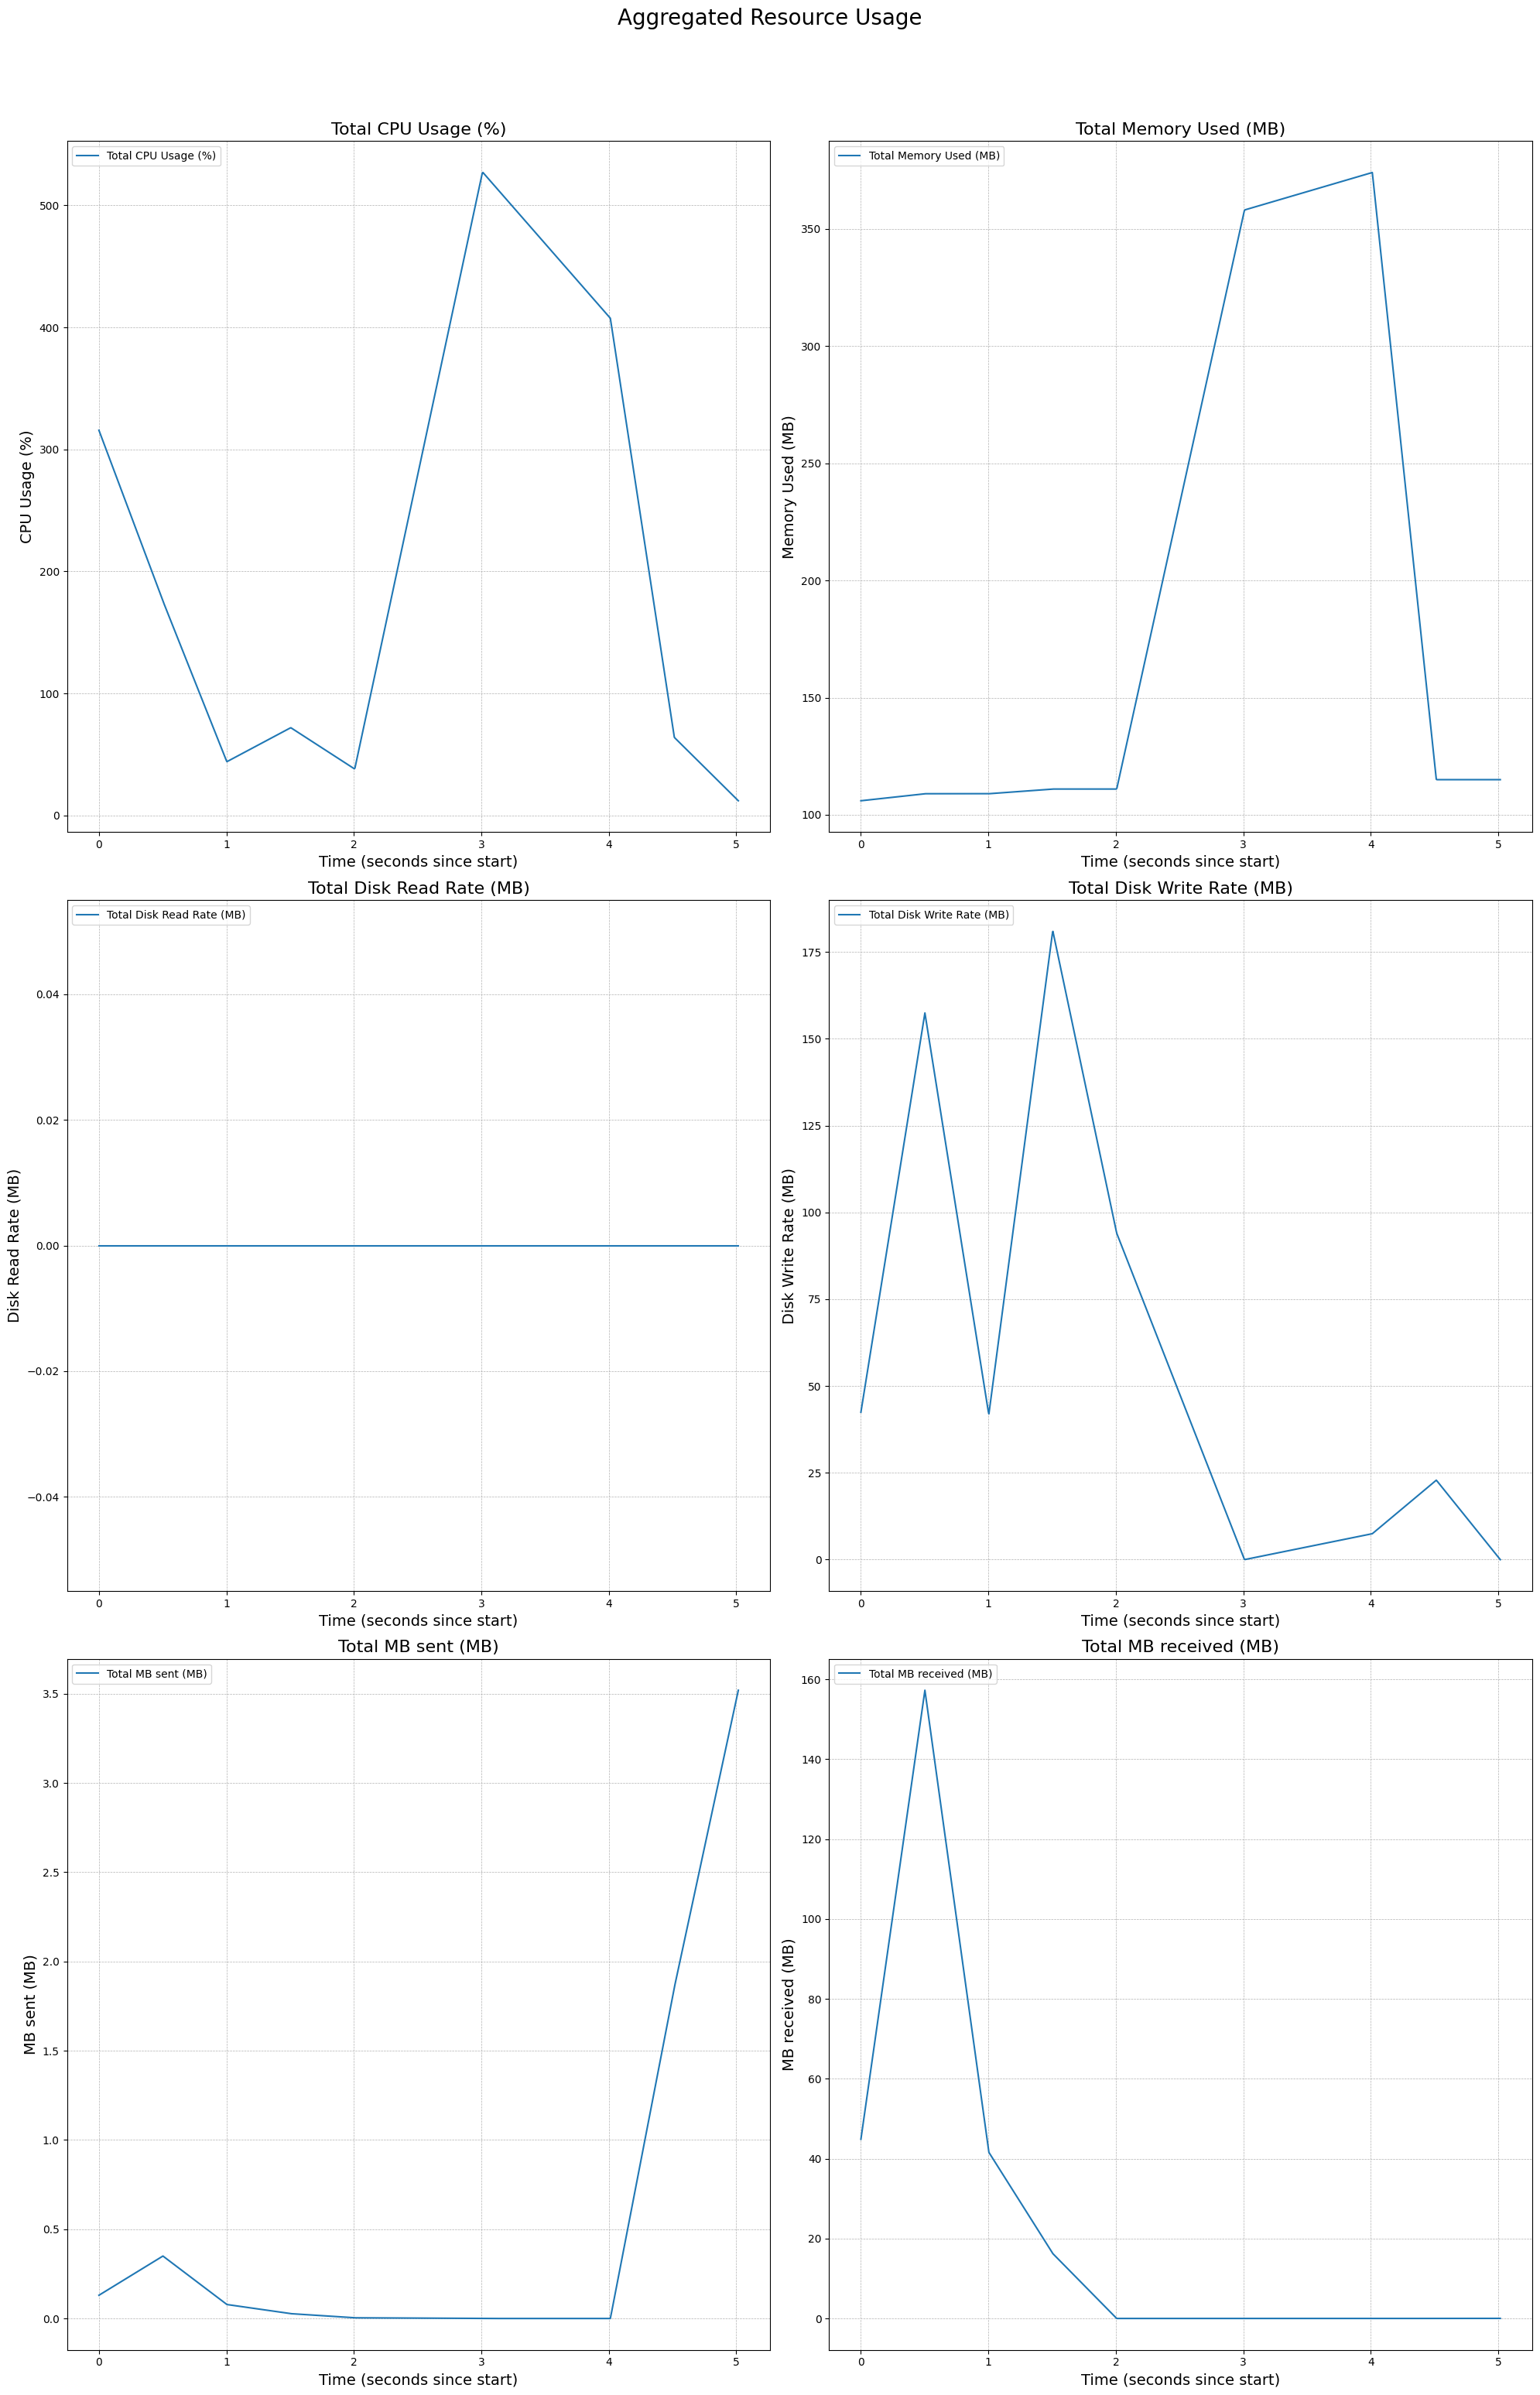 Aggregated Resource Usage
Total CPU Usage (%)
Total CPU Usage (%)
500
400
300
200
100
0
CPU Usage (%)
0 1 2 3 4 5
Time (seconds since start)
Total Memory Used (MB)
Total Memory Used (MB)
350
300
250
200
150
100
Memory Used (MB)
0 1 2 3 4 5
Time (seconds since start)
Total Disk Read Rate (MB)
Total Disk Read Rate (MB)
0.04
0.02
0.00
−0.02
−0.04
Disk Read Rate (MB)
0 1 2 3 4 5
Time (seconds since start)
Total Disk Write Rate (MB)
Total Disk Write Rate (MB)
175
150
125
100
75
50
25
0
Disk Write Rate (MB)
0 1 2 3 4 5
Time (seconds since start)
Total MB sent (MB)
Total MB sent (MB)
3.5
3.0
2.5
2.0
1.5
1.0
0.5
0.0
MB sent (MB)
0 1 2 3 4 5
Time (seconds since start)
Total MB received (MB)
Total MB received (MB)
160
140
120
100
80
60
40
20
0
MB received (MB)
0 1 2 3 4 5
Time (seconds since start)